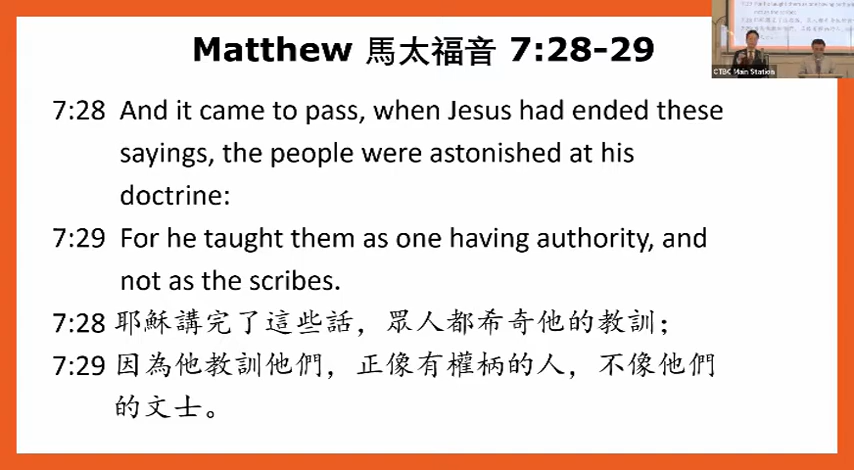 Matthew 馬太福音 7:28-29
7:28 And it came to pass, when Jesus had ended these
sayings, the people were astonished at his
doctrine:
7:29 For he taught them as one having authority, and
not as the scribes.
7:28 耶穌講完了這些話，眾人都希奇他的教訓；
7:29 因為他教訓他們，正像有權柄的人，不像他們
的文士。
CTBC Main Station